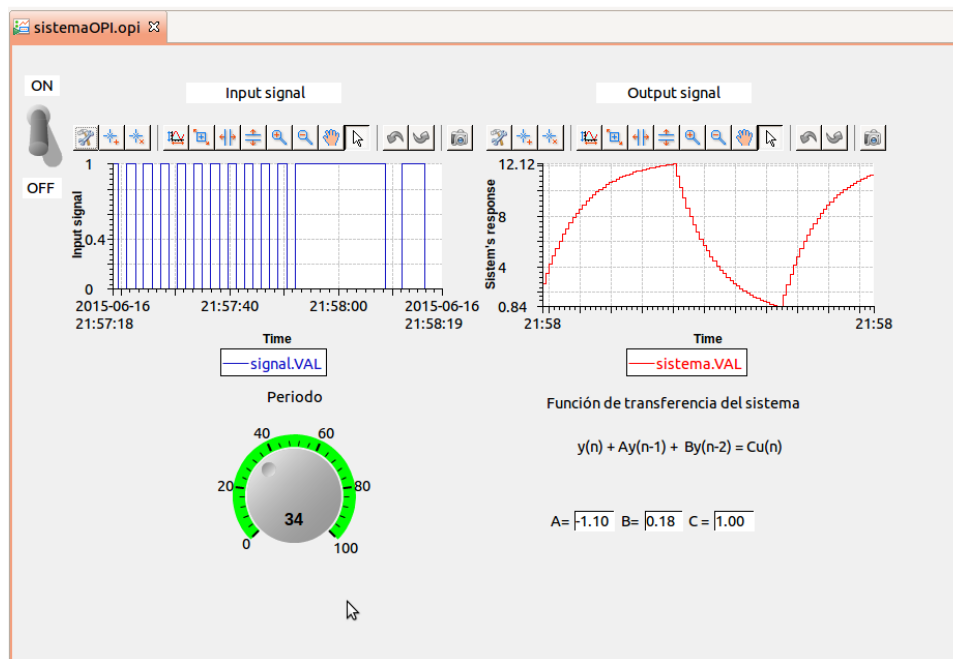 sistemaOPI.opi
ON
OFF
Input signal
Input signal
1
0.4
0
2015-06-16
21:57:18
21:57:40
21:58:00
2015-06-16
21:58:19
Time
signal.VAL
Output signal
Sistem's response
12.12
8
4
0.84
21:58
21:58
Time
sistema.VAL
Periodo
0
20
40
60
80
100
34
Función de transferencia del sistema
y(n) + Ay(n-1) + By(n-2) = Cu(n)
A= -1.10 B= 0.18 C = 1.00